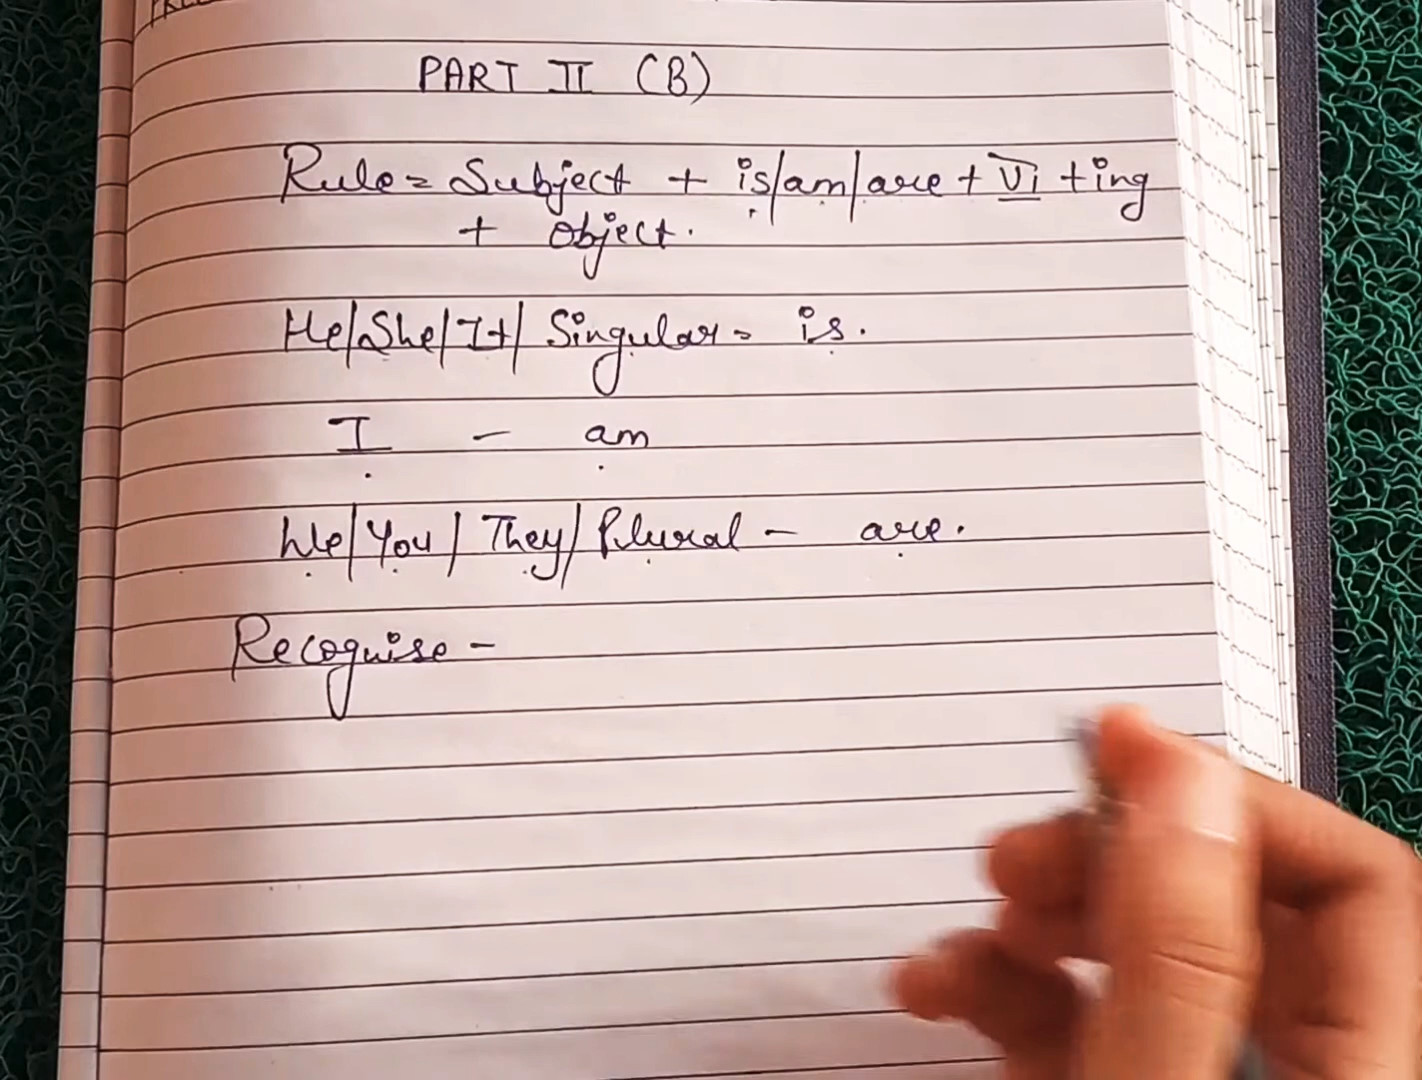 PART II (B)
Rule = Subject + is/am/are + V1 + ing
+ object.
He/She/It/ Singular = is.
I - am
We/You/They/Plural - are.
Recognise -